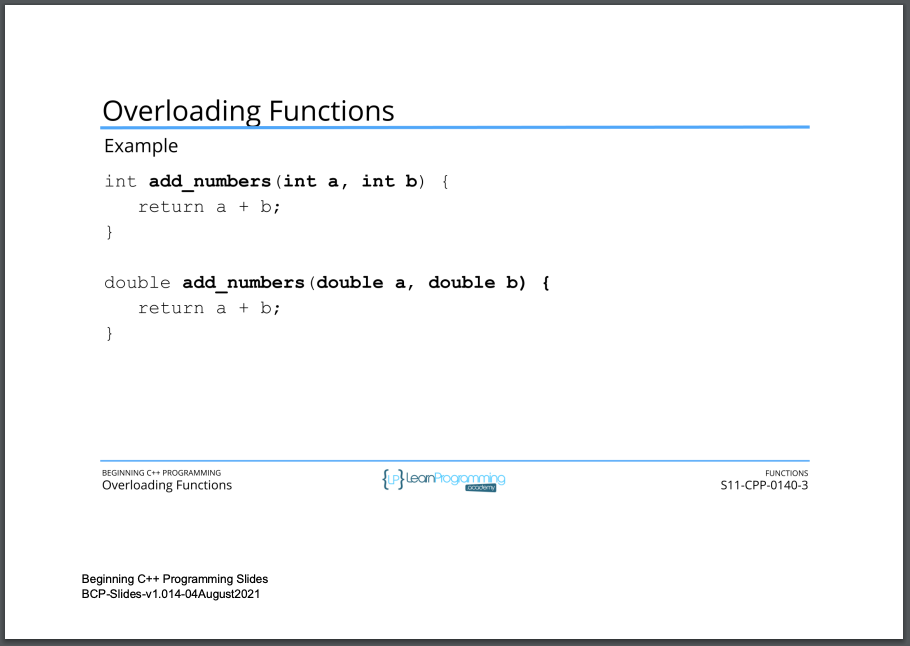 Overloading Functions
Example
int add_numbers(int a, int b) {
   return a + b;
}
double add_numbers(double a, double b) {
   return a + b;
}
BEGINNING C++ PROGRAMMING
Overloading Functions
{LP} LearnProgramming
academy
FUNCTIONS
S11-CPP-0140-3
Beginning C++ Programming Slides
BCP-Slides-v1.014-04August2021